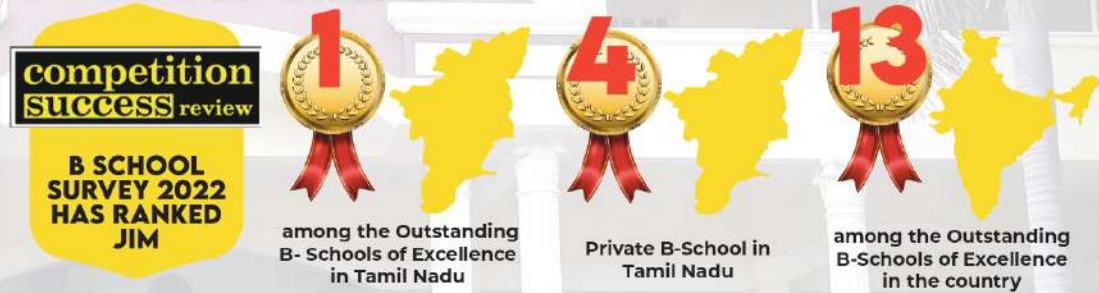 competition
success review
B SCHOOL
SURVEY 2022
HAS RANKED
JIM
1
among the Outstanding
B- Schools of Excellence
in Tamil Nadu
4
Private B-School in
Tamil Nadu
13
among the Outstanding
B-Schools of Excellence
in the country